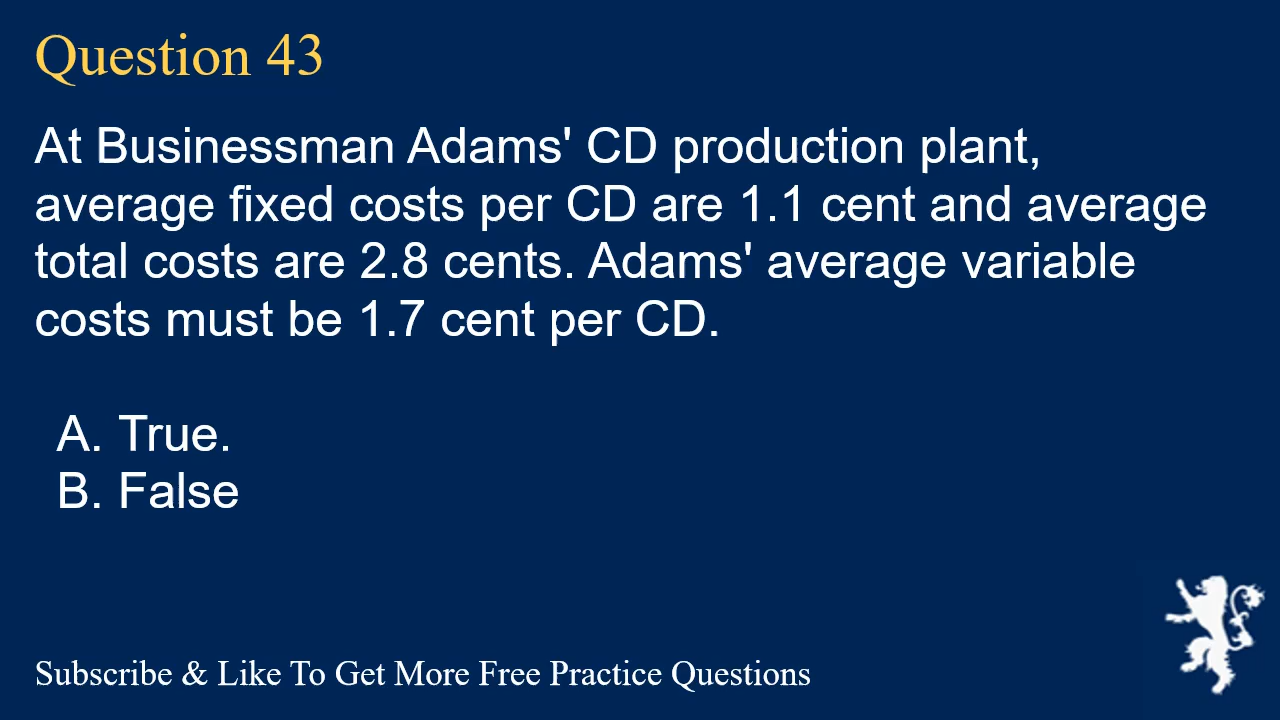 Question 43
At Businessman Adams' CD production plant,
average fixed costs per CD are 1.1 cent and average
total costs are 2.8 cents. Adams' average variable
costs must be 1.7 cent per CD.
A. True.
B. False
Subscribe & Like To Get More Free Practice Questions